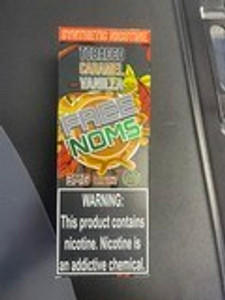 SYNTHETIC NICOTINE
TOBACCO
CARAMEL
VANILLA
FREE
NOMS
WARNING:
This product contains
nicotine. Nicotine is
an addictive chemical.